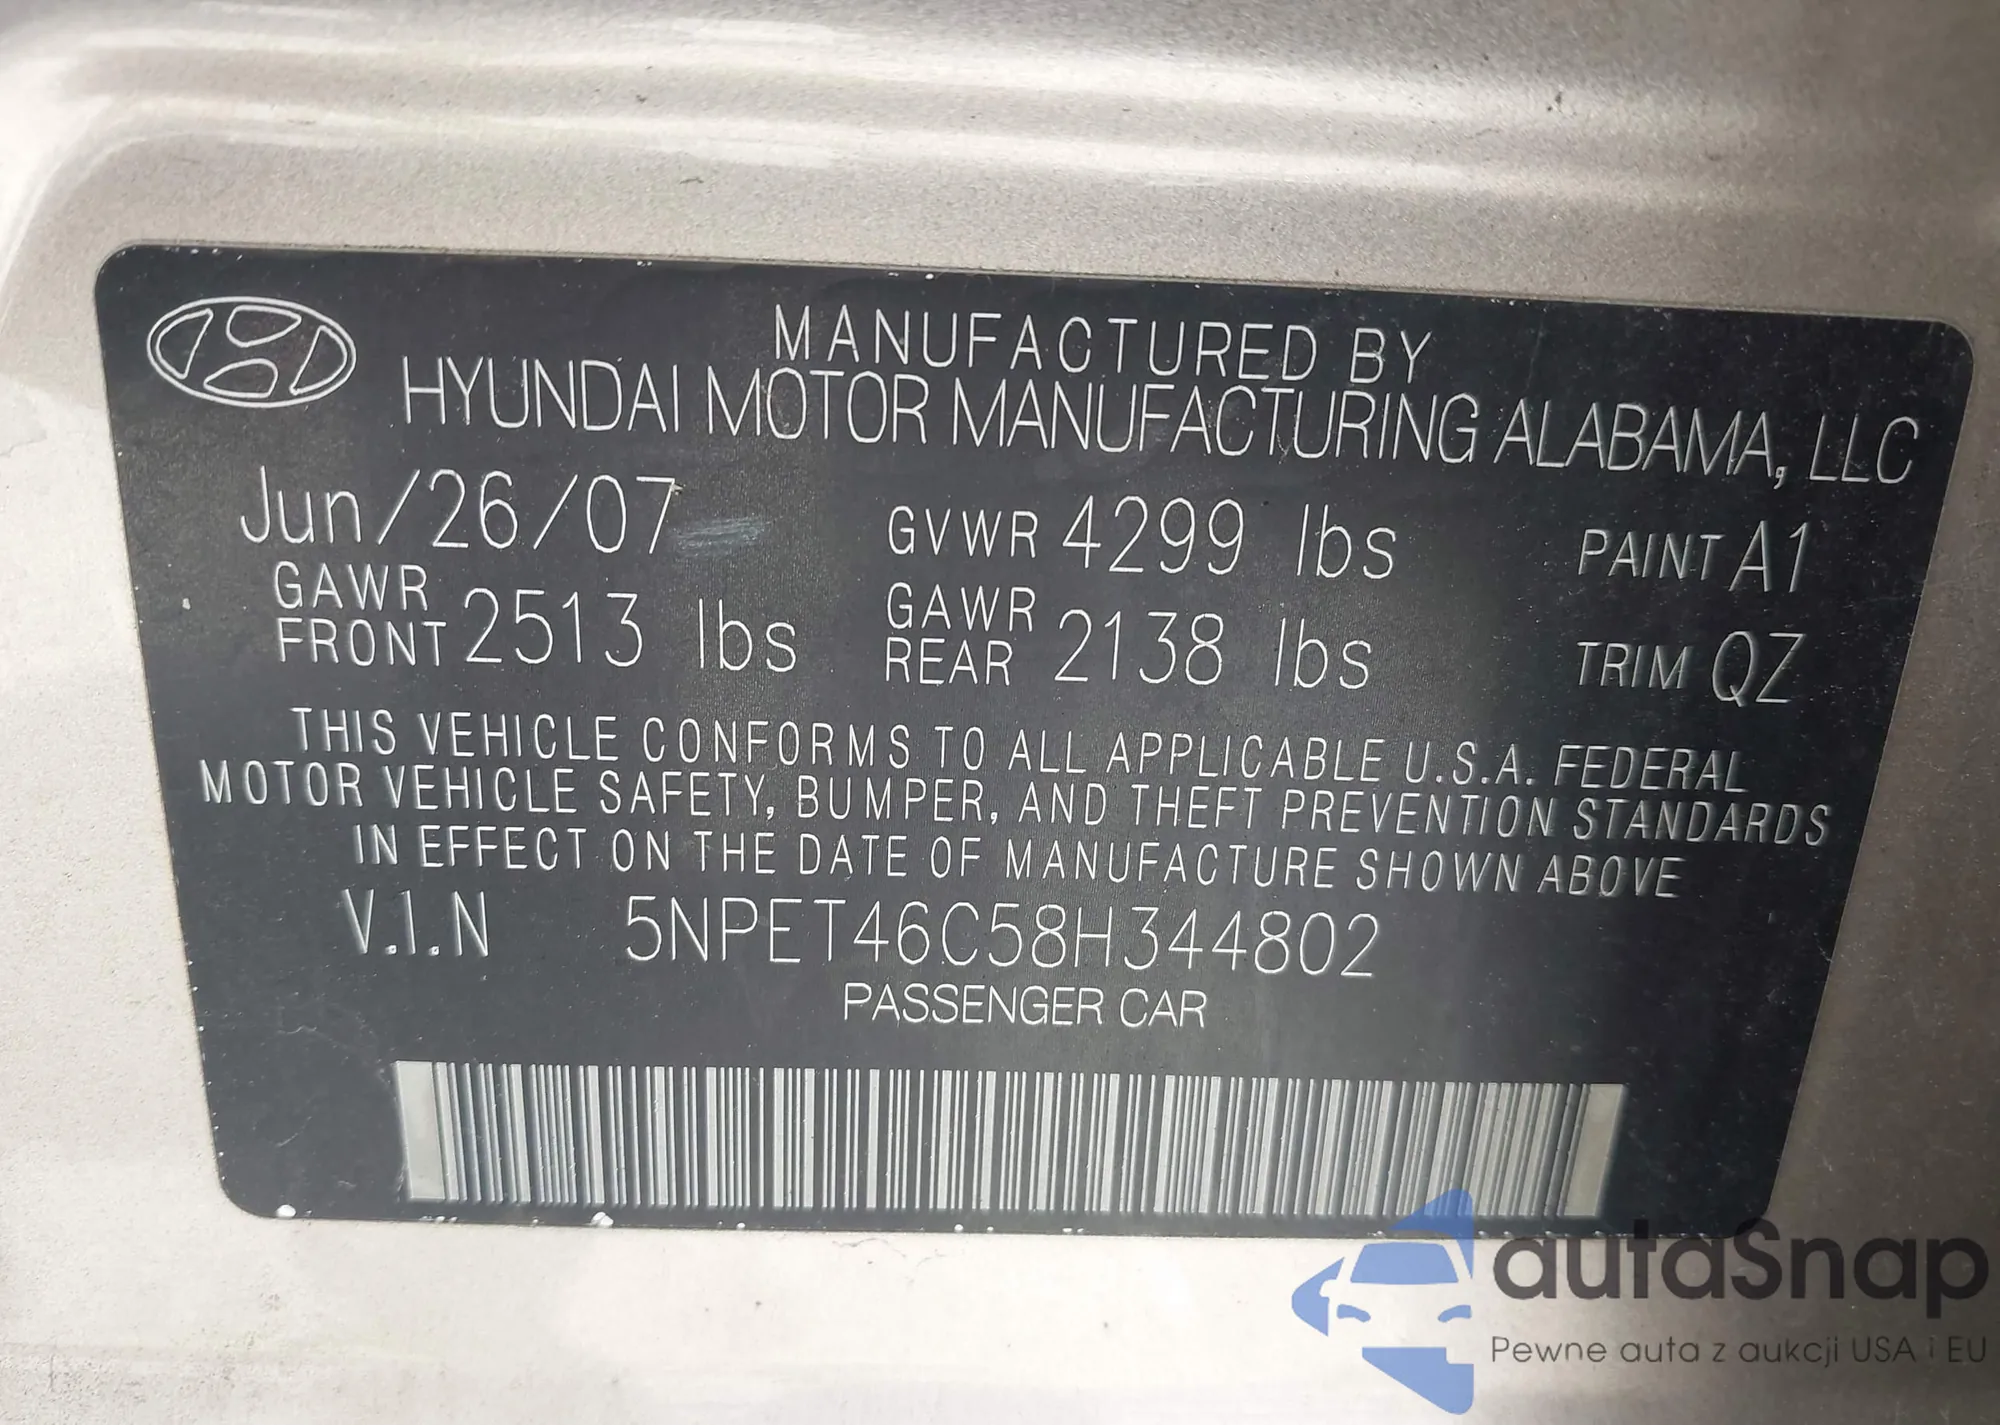 MANUFACTURED BY
HYUNDAI MOTOR MANUFACTURING ALABAMA, LLC
Jun/26/07 GVWR 4299 lbs PAINT A1
GAWR FRONT 2513 lbs GAWR REAR 2138 lbs TRIM QZ
THIS VEHICLE CONFORMS TO ALL APPLICABLE U.S.A. FEDERAL
MOTOR VEHICLE SAFETY, BUMPER, AND THEFT PREVENTION STANDARDS
IN EFFECT ON THE DATE OF MANUFACTURE SHOWN ABOVE
V.I.N 5NPET46C58H344802
PASSENGER CAR
autaSnap
Pewne auta z aukcji USA i EU